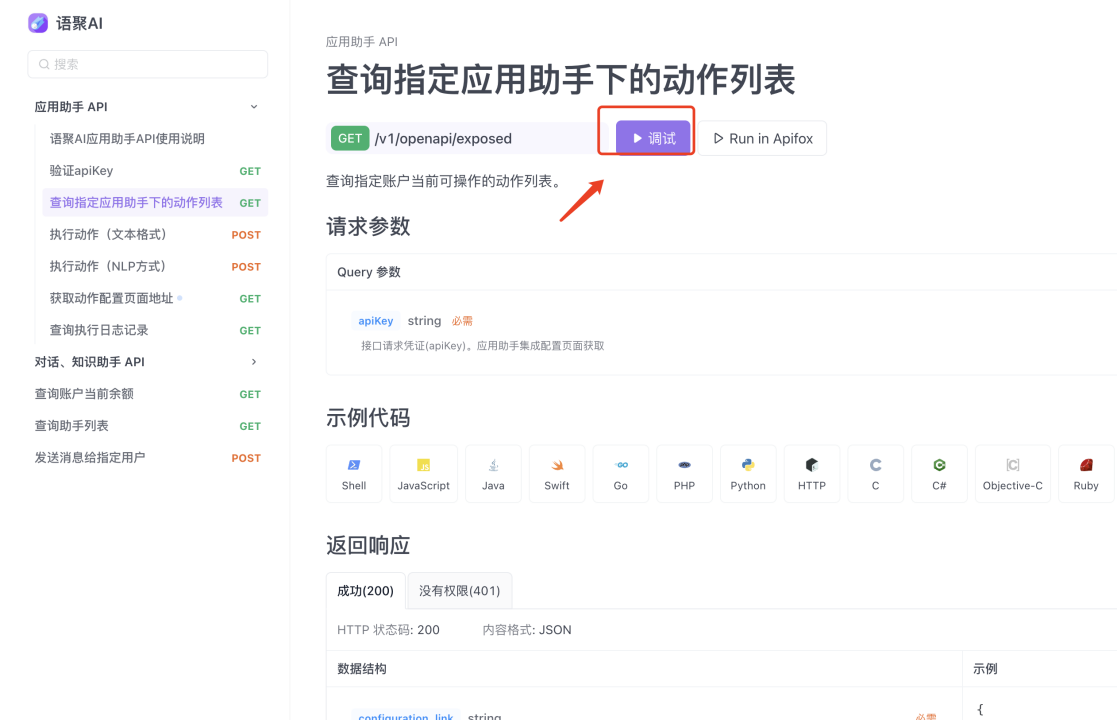 语聚AI
搜索
应用助手 API
语聚AI应用助手API使用说明
验证apiKey GET
查询指定应用助手下的动作列表 GET
执行动作（文本格式） POST
执行动作（NLP方式） POST
获取动作配置页面地址 GET
查询执行日志记录 GET
对话、知识助手 API
查询账户当前余额 GET
查询助手列表 GET
发送消息给指定用户 POST
应用助手 API
查询指定应用助手下的动作列表
GET /v1/openapi/exposed 调试 Run in Apifox
查询指定账户当前可操作的动作列表。
请求参数
Query 参数
apiKey string 必需
接口请求凭证(apiKey)。应用助手集成配置页面获取
示例代码
JS GO
Shell JavaScript Java Swift Go PHP Python HTTP C C# Objective-C Ruby
返回响应
成功(200) 没有权限(401)
HTTP 状态码: 200 内容格式: JSON
数据结构 示例
configuration_link string 必需 {